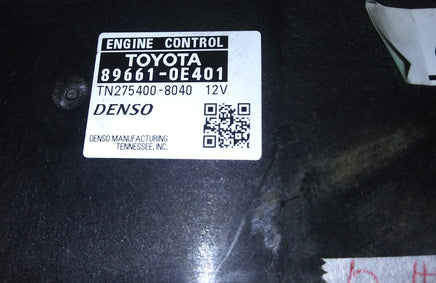 ENGINE CONTROL
TOYOTA
89661-0E401
TN275400-8040 12V
DENSO
DENSO MANUFACTURING
TENNESSEE, INC.